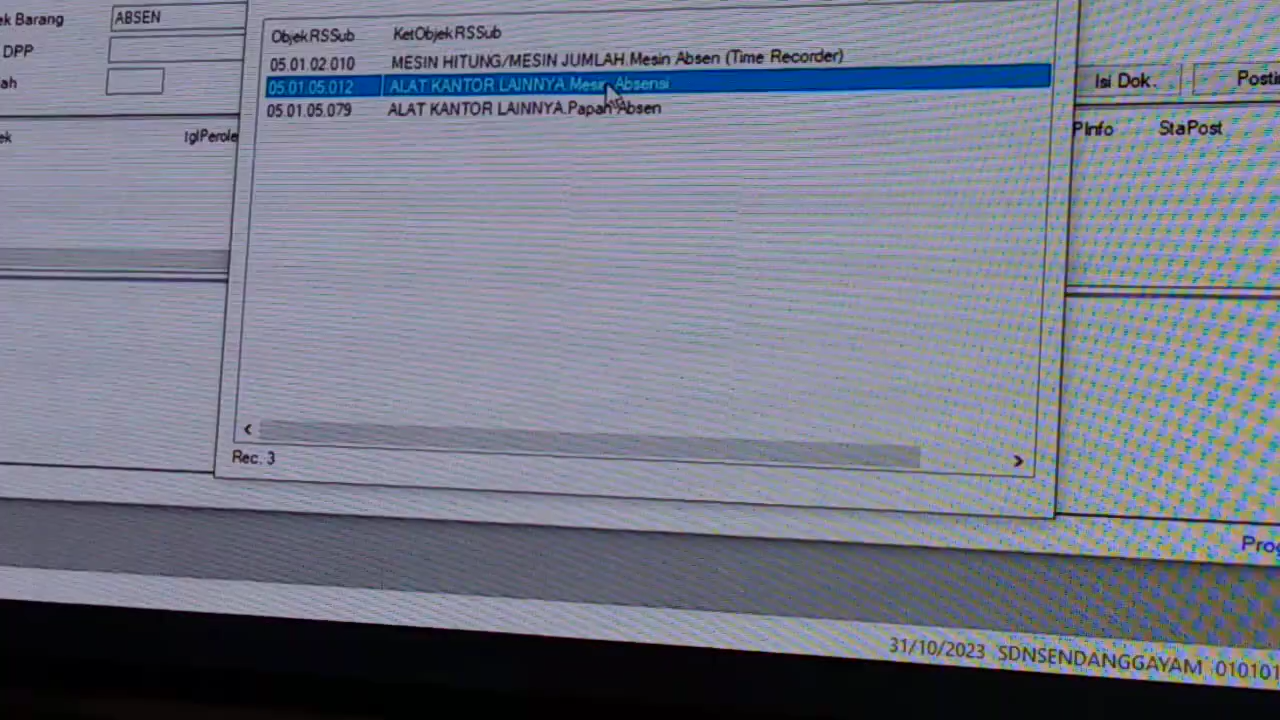 ek Barang ABSEN
DPP
ah
ek TglPerole
ObjekRSSub KetObjekRSSub
05.01.02.010 MESIN HITUNG/MESIN JUMLAH.Mesin Absen (Time Recorder)
05.01.05.012 ALAT KANTOR LAINNYA.Mesin Absensi
05.01.05.079 ALAT KANTOR LAINNYA.Papan Absen
Rec. 3
Isi Dok. Postin
PInfo StaPost
Prog
31/10/2023 SDNSENDANGGAYAM 010101